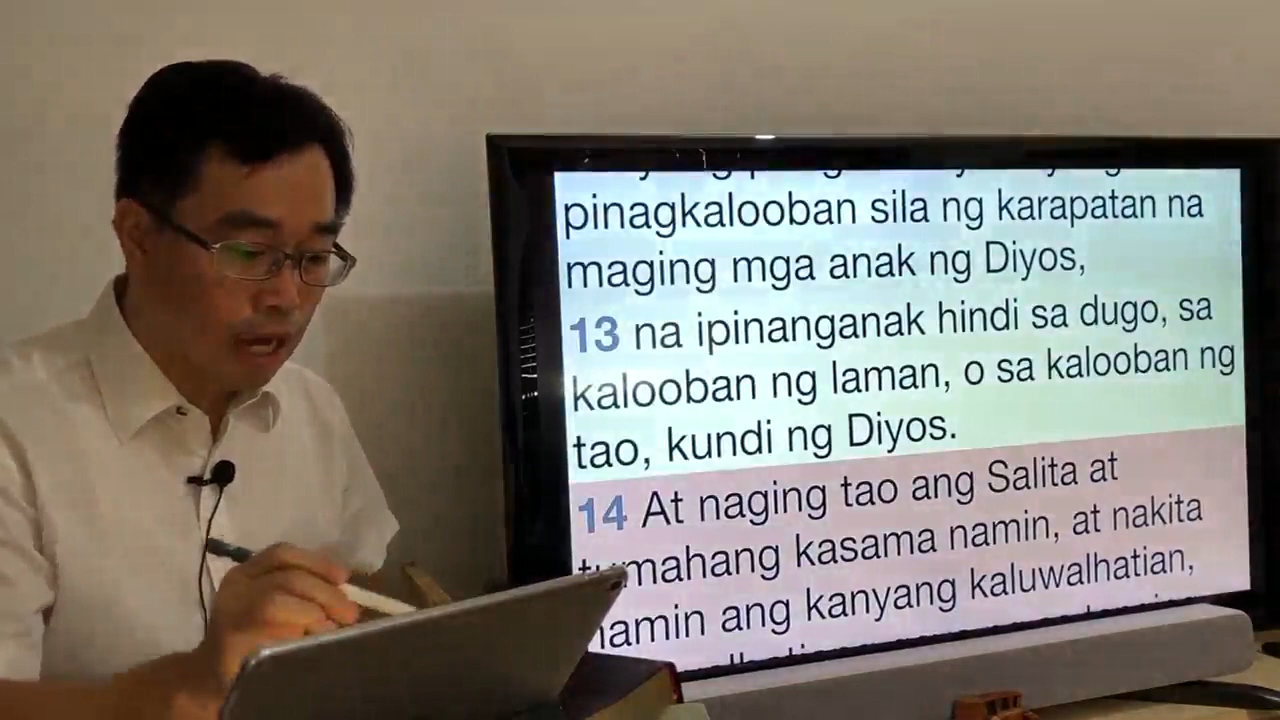 pinagkalooban sila ng karapatan na
maging mga anak ng Diyos,
13 na ipinanganak hindi sa dugo, sa
kalooban ng laman, o sa kalooban ng
tao, kundi ng Diyos.
14 At naging tao ang Salita at
tumahang kasama namin, at nakita
namin ang kanyang kaluwalhatian,